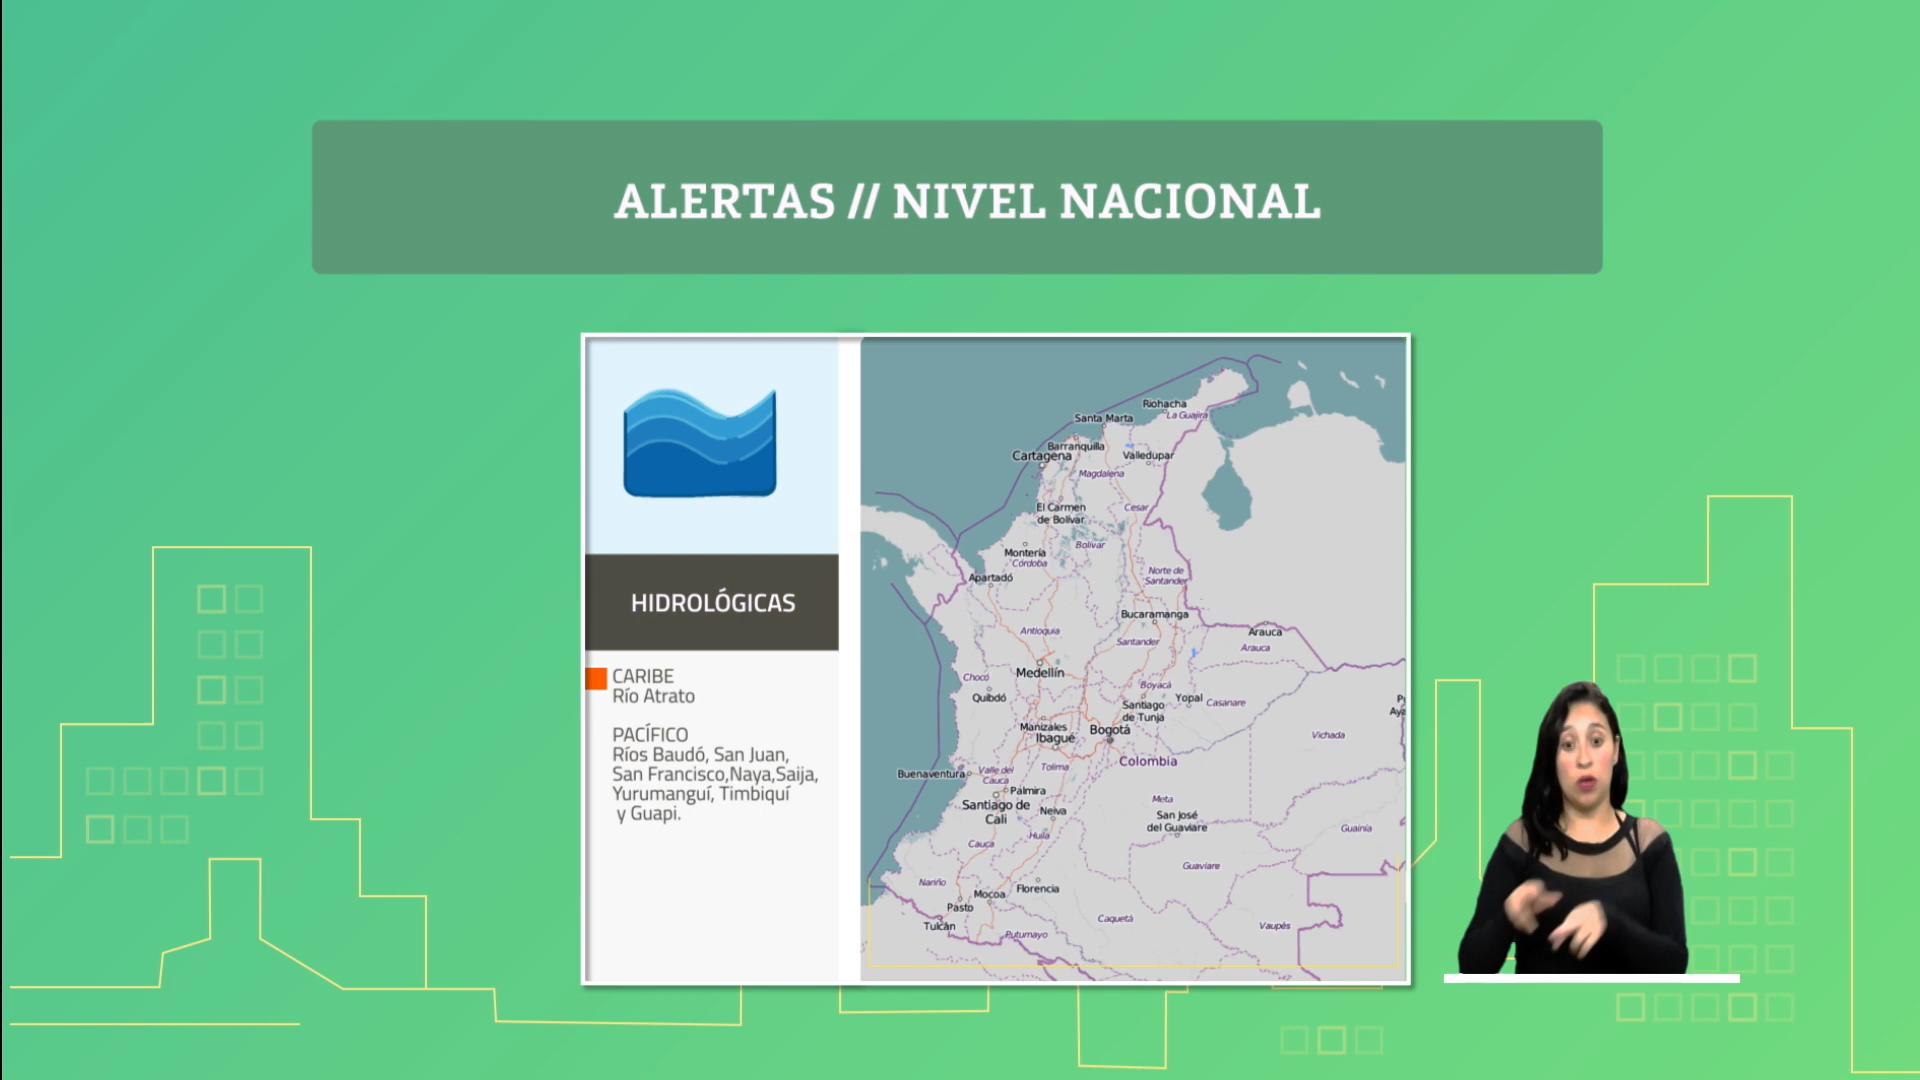 ALERTAS // NIVEL NACIONAL
HIDROLÓGICAS
CARIBE
Río Atrato
PACÍFICO
Ríos Baudó, San Juan,
San Francisco,Naya,Saija,
Yurumanguí, Timbiquí
y Guapi.
Riohacha
La Guajira
Santa Marta
Barranquilla
Cartagena
Valledupar
Magdalena
El Carmen
de Bolívar
Cesar
Bolívar
Montería
Córdoba
Apartadó
Norte de
Santander
Bucaramanga
Antioquia
Santander
Arauca
Arauca
Medellín
Chocó
Quibdó
Boyacá
Santiago
de Tunja
Yopal
Casanare
Manizales
Ibagué
Bogotá
Vichada
Colombia
Buenaventura
Valle del
Cauca
Tolima
Palmira
Santiago de
Cali
Neiva
Meta
San José
del Guaviare
Huila
Cauca
Guainía
Guaviare
Nariño
Mocoa
Florencia
Pasto
Tulcán
Caquetá
Vaupés
Putumayo